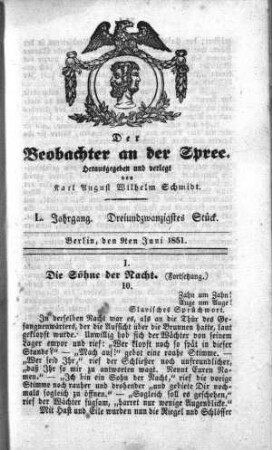 Der
Beobachter an der Spree.
Herausgegeben und verlegt
von
Karl August Wilhelm Schmidt.
L. Jahrgang. Dreiundzwanzigstes Stück.
Berlin, den 9ten Juni 1851.
1.
Die Söhne der Nacht. (Fortsetzung.)
10.
Zahn um Zahn!
Auge um Auge!
Slavisches Sprüchwort.
In derselben Nacht war es, als an die Thür des Ge-
fangenwärters, der die Aufsicht über die Brunnen hatte, laut
geklopft wurde. Unwillig hob sich der Wächter von seinem
Lager empor und rief: „Wer klopft noch so spät in dieser
Stunde?" — „Mach auf!" gebot eine rauhe Stimme. —
„Wer seid Ihr," rief der Schließer noch unfreundlicher,
„daß Ihr so mir zu antworten wagt. Nennt Euren Na-
men." — „Ich bin ein Sohn der Nacht," rief die vorige
Stimme noch rauher und drohender „und gebiete Dir noch-
mals sogleich zu öffnen." — „Sogleich soll es geschehen,"
rief der Wächter fugsam, „harret nur wenige Augenblicke."
Mit Hast und Eile wurden nun die Riegel und Schlösser